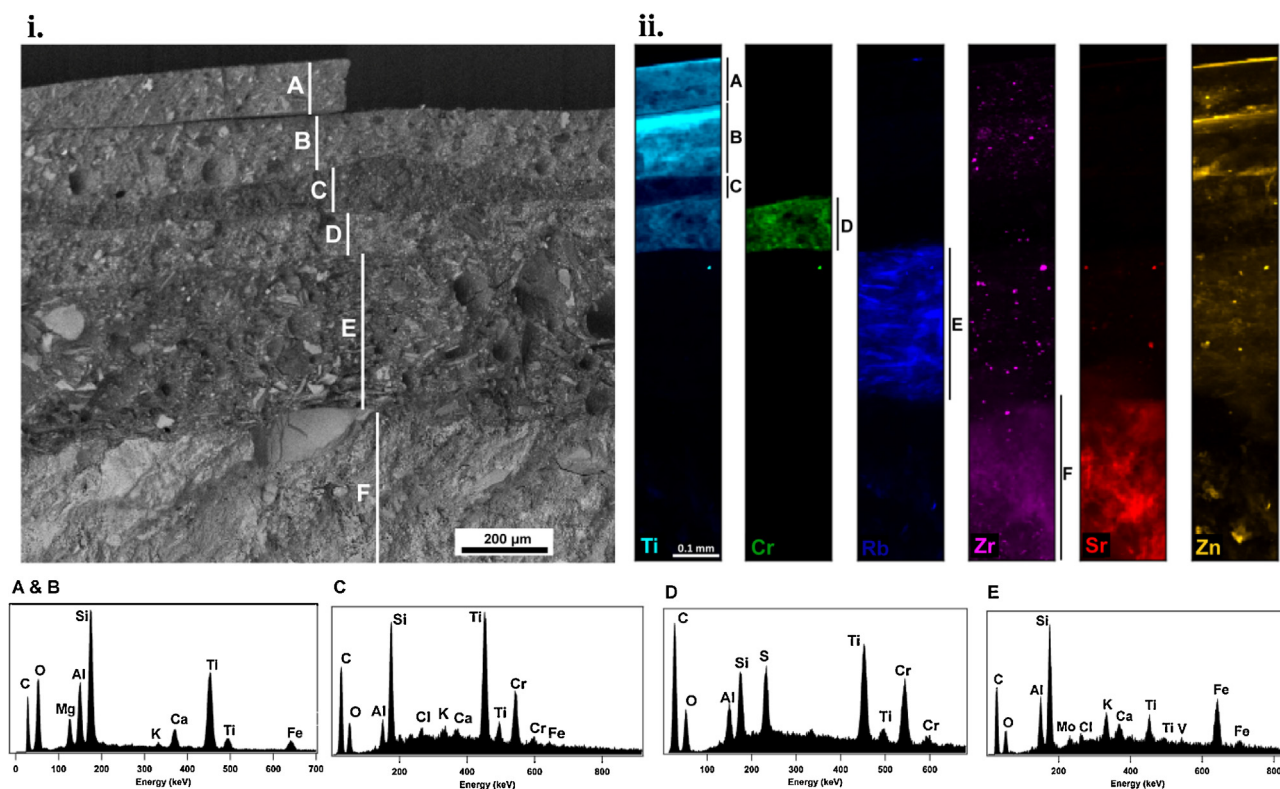 i.
ii.
A
B
C
D
E
F
200 µm
A
B
C
D
E
F
Ti
0.1 mm
Cr
Rb
Zr
Sr
Zn
A & B
C
O
Mg
Al
Si
K
Ca
Ti
Ti
Fe
0 100 200 300 400 500 600 700
Energy (keV)
C
C
O
Al
Si
Cl
K
Ca
Ti
Ti
Cr
Cr
Fe
200 400 600 800
Energy (keV)
D
C
O
Al
Si
S
Ti
Ti
Cr
Cr
100 200 300 400 500 600
Energy (keV)
E
C
O
Al
Si
Mo
Cl
K
Ca
Ti
Ti
V
Fe
Fe
0 200 400 600 800
Energy (keV)